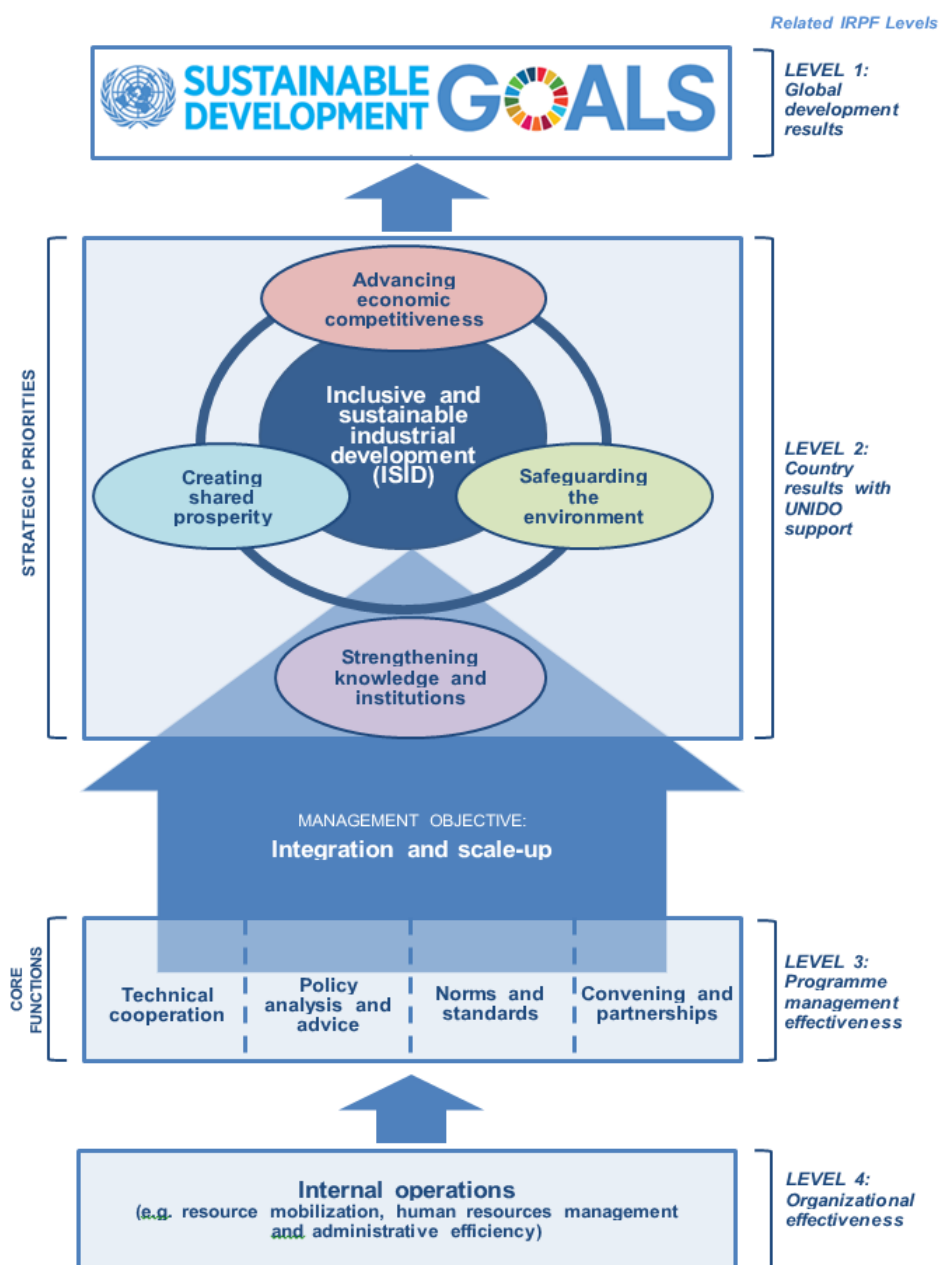 Related IRPF Levels
SUSTAINABLE
DEVELOPMENT
GOALS
LEVEL 1:
Global
development
results
STRATEGIC PRIORITIES
Advancing
economic
competitiveness
Inclusive and
sustainable
industrial
development
(ISID)
Creating
shared
prosperity
Safeguarding
the
environment
Strengthening
knowledge and
institutions
LEVEL 2:
Country
results with
UNIDO
support
MANAGEMENT OBJECTIVE:
Integration and scale-up
CORE
FUNCTIONS
Technical
cooperation
Policy
analysis and
advice
Norms and
standards
Convening and
partnerships
LEVEL 3:
Programme
management
effectiveness
Internal operations
(e.g. resource mobilization, human resources management
and administrative efficiency)
LEVEL 4:
Organizational
effectiveness